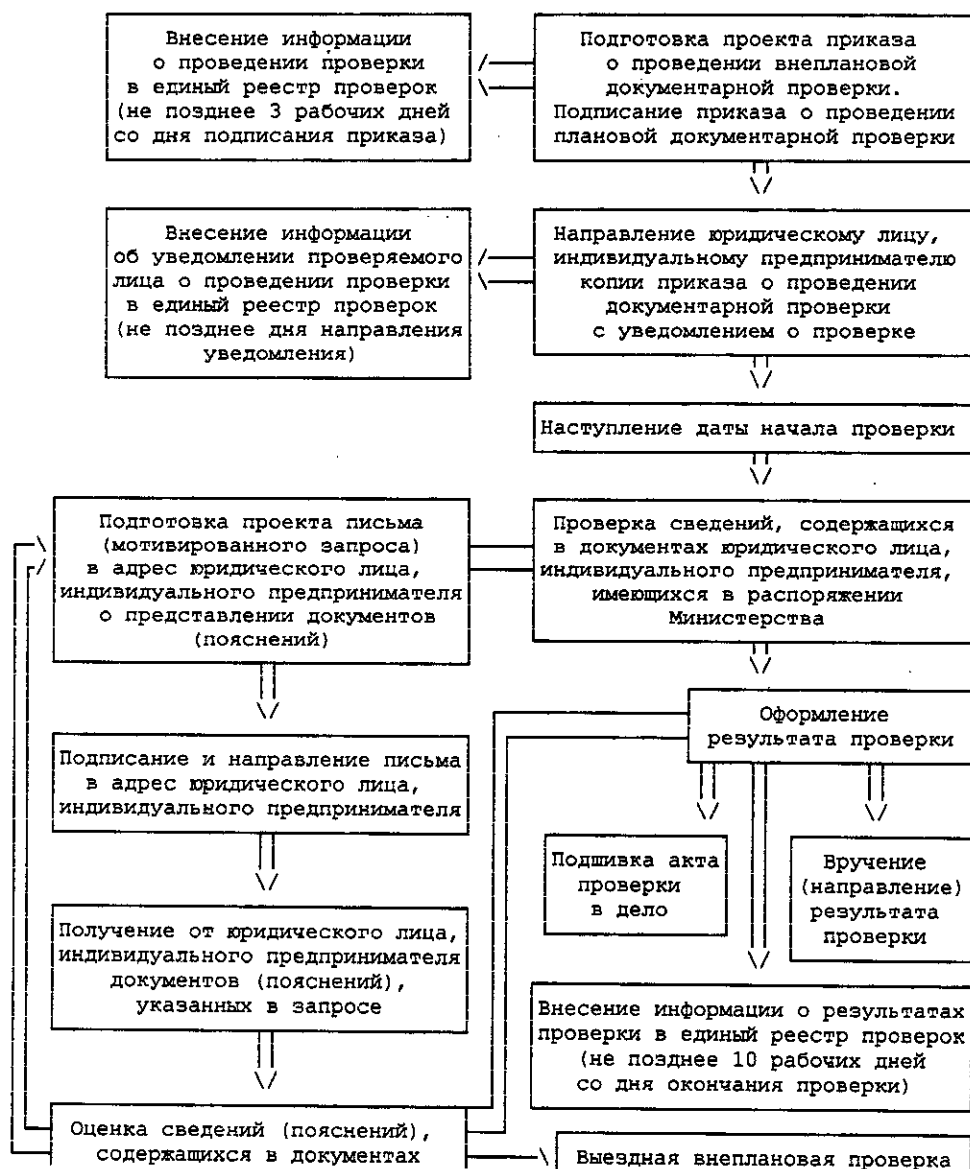 Внесение информации
о проведении проверки
в единый реестр проверок
(не позднее 3 рабочих дней
со дня подписания приказа)
Подготовка проекта приказа
о проведении внеплановой
документарной проверки.
Подписание приказа о проведении
плановой документарной проверки
Внесение информации
об уведомлении проверяемого
лица о проведении проверки
в единый реестр проверок
(не позднее дня направления
уведомления)
Направление юридическому лицу,
индивидуальному предпринимателю
копии приказа о проведении
документарной проверки
с уведомлением о проверке
Наступление даты начала проверки
Подготовка проекта письма
(мотивированного запроса)
в адрес юридического лица,
индивидуального предпринимателя
о представлении документов
(пояснений)
Проверка сведений, содержащихся
в документах юридического лица,
индивидуального предпринимателя,
имеющихся в распоряжении
Министерства
Оформление
результата проверки
Подписание и направление письма
в адрес юридического лица,
индивидуального предпринимателя
Подшивка акта
проверки
в дело
Вручение
(направление)
результата
проверки
Получение от юридического лица,
индивидуального предпринимателя
документов (пояснений),
указанных в запросе
Внесение информации о результатах
проверки в единый реестр проверок
(не позднее 10 рабочих дней
со дня окончания проверки)
Оценка сведений (пояснений),
содержащихся в документах
Выездная внеплановая проверка